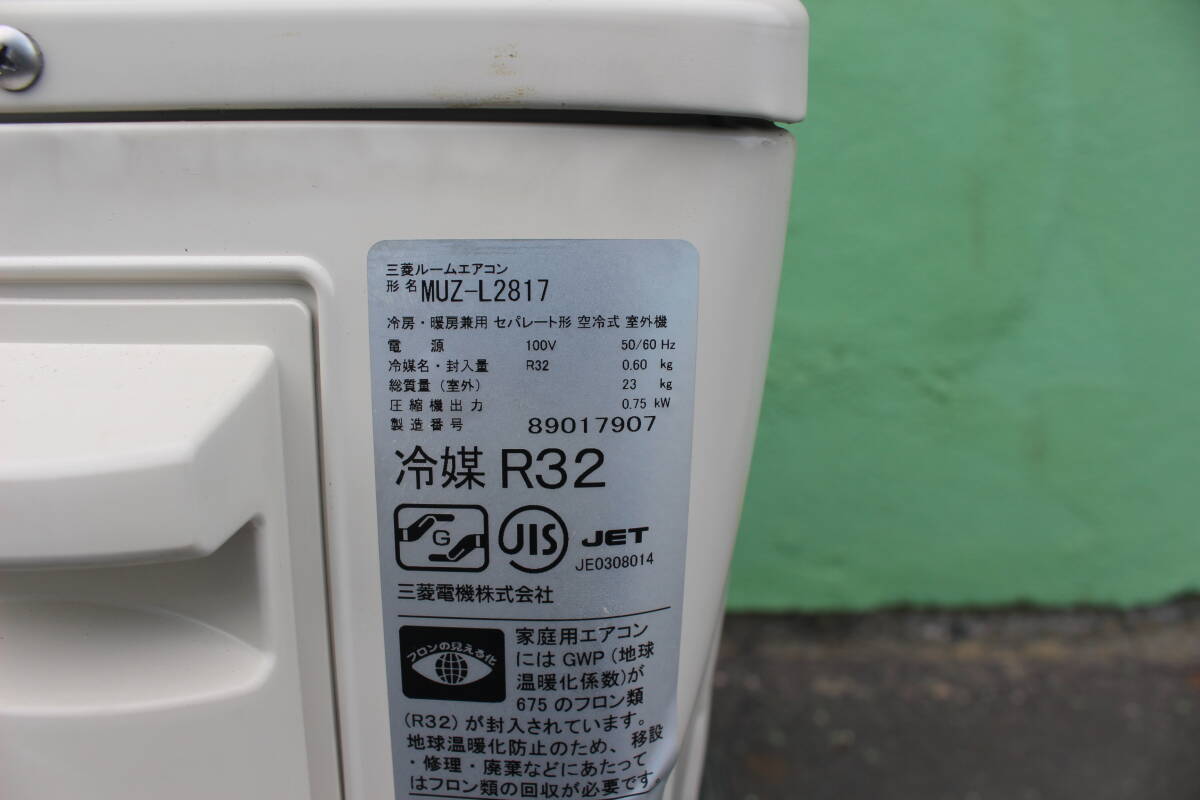 三菱ルームエアコン
形名 MUZ-L2817
冷房・暖房兼用 セパレート形 空冷式 室外機
電源 100V 50/60 Hz
冷媒名・封入量 R32 0.60 kg
総質量(室外) 23 kg
圧縮機出力 0.75 kW
製造番号 89017907
冷媒 R32
G JIS JET
JE0308014
三菱電機株式会社
フロンの見える化
家庭用エアコン
には GWP(地球
温暖化係数)が
675 のフロン類
(R32)が封入されています。
地球温暖化防止のため、移設
・修理・廃棄などにあたって
はフロン類の回収が必要です。